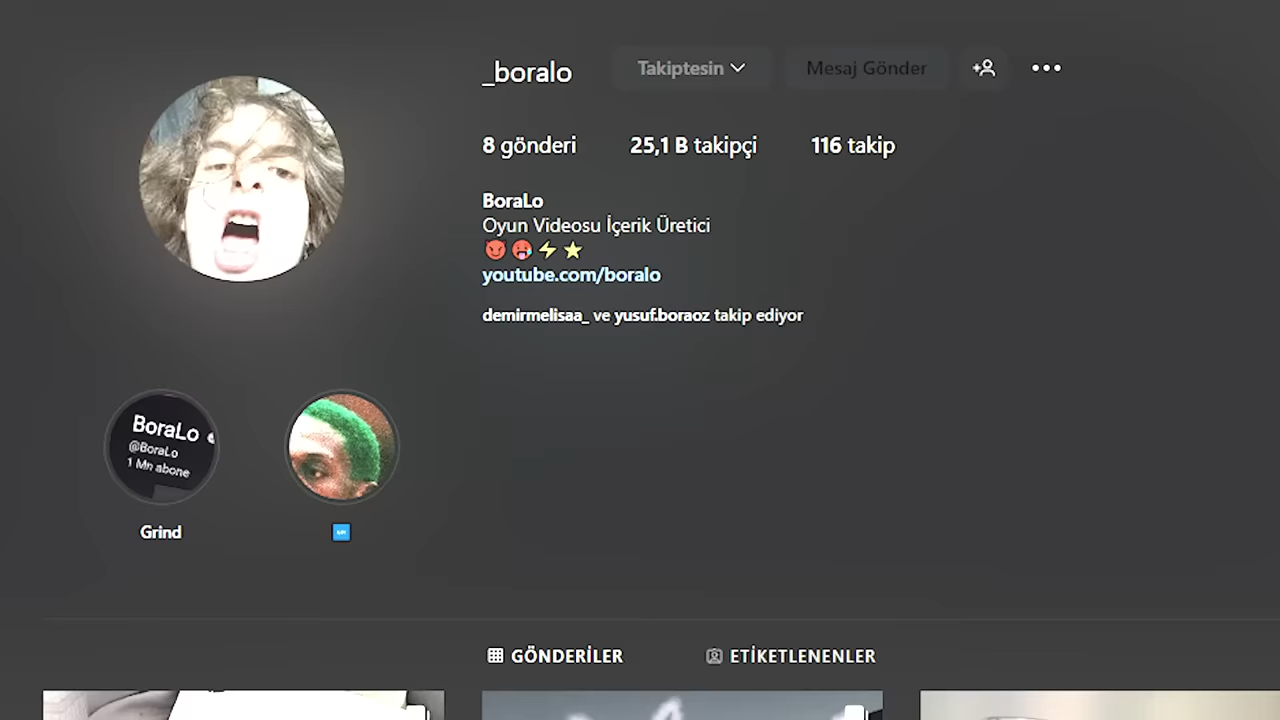 _boralo Takiptesin Mesaj Gönder
8 gönderi 25,1 B takipçi 116 takip
BoraLo
Oyun Videosu İçerik Üretici
youtube.com/boralo
demirmelisaa_ ve yusuf.boraoz takip ediyor
BoraLo
@BoraLo
1 Mn abone
Grind
GÖNDERİLER ETİKETLENENLER